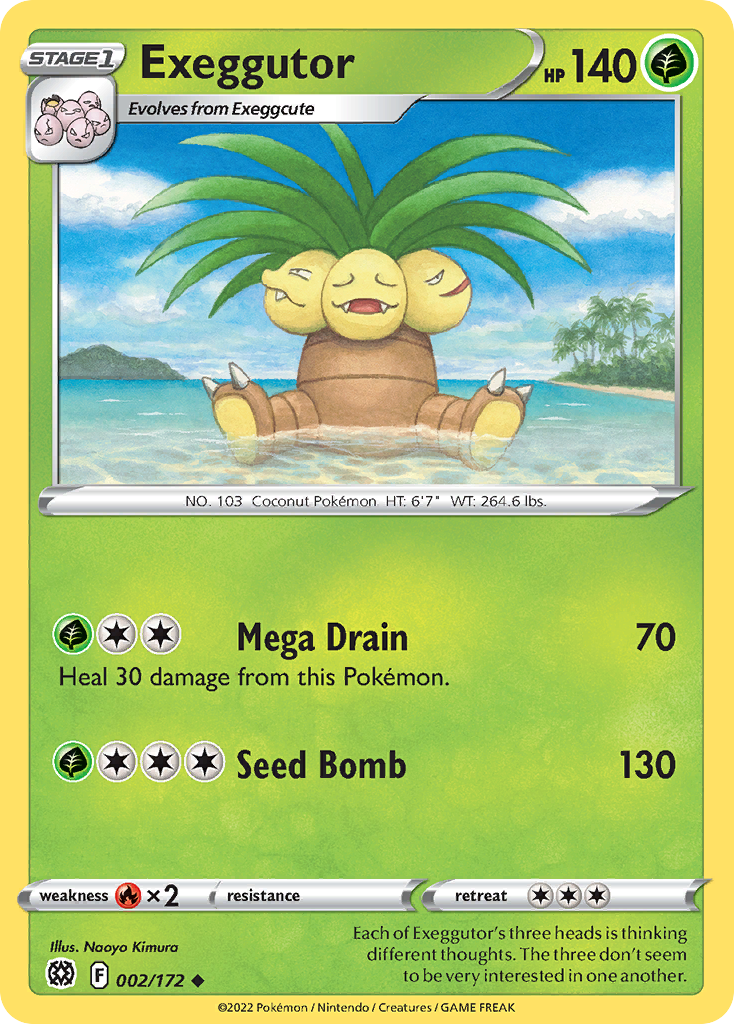 STAGE 1
Exeggutor
HP 140
Evolves from Exeggcute
NO. 103 Coconut Pokémon HT: 6'7" WT: 264.6 lbs.
Mega Drain 70
Heal 30 damage from this Pokémon.
Seed Bomb 130
weakness ×2 resistance retreat
Illus. Naoyo Kimura
F 002/172
Each of Exeggutor's three heads is thinking
different thoughts. The three don't seem
to be very interested in one another.
©2022 Pokémon / Nintendo / Creatures / GAME FREAK